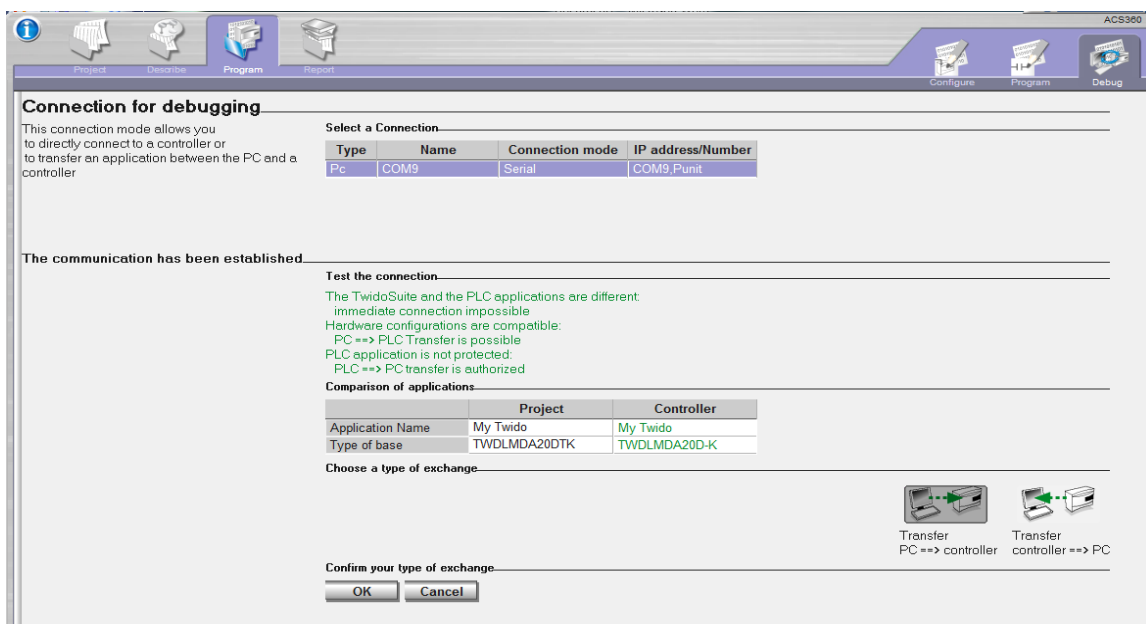 ACS360
Project Describe Program Report
Configure Program Debug
Connection for debugging
This connection mode allows you
to directly connect to a controller or
to transfer an application between the PC and a
controller
Select a Connection
Type Name Connection mode IP address/Number
Pc COM9 Serial COM9,Punit
The communication has been established
Test the connection
The TwidoSuite and the PLC applications are different:
immediate connection impossible
Hardware configurations are compatible:
PC ==> PLC Transfer is possible
PLC application is not protected:
PLC ==> PC transfer is authorized
Comparison of applications
Project Controller
Application Name My Twido My Twido
Type of base TWDLMDA20DTK TWDLMDA20D-K
Choose a type of exchange
Transfer
PC ==> controller
Transfer
controller ==> PC
Confirm your type of exchange
OK Cancel